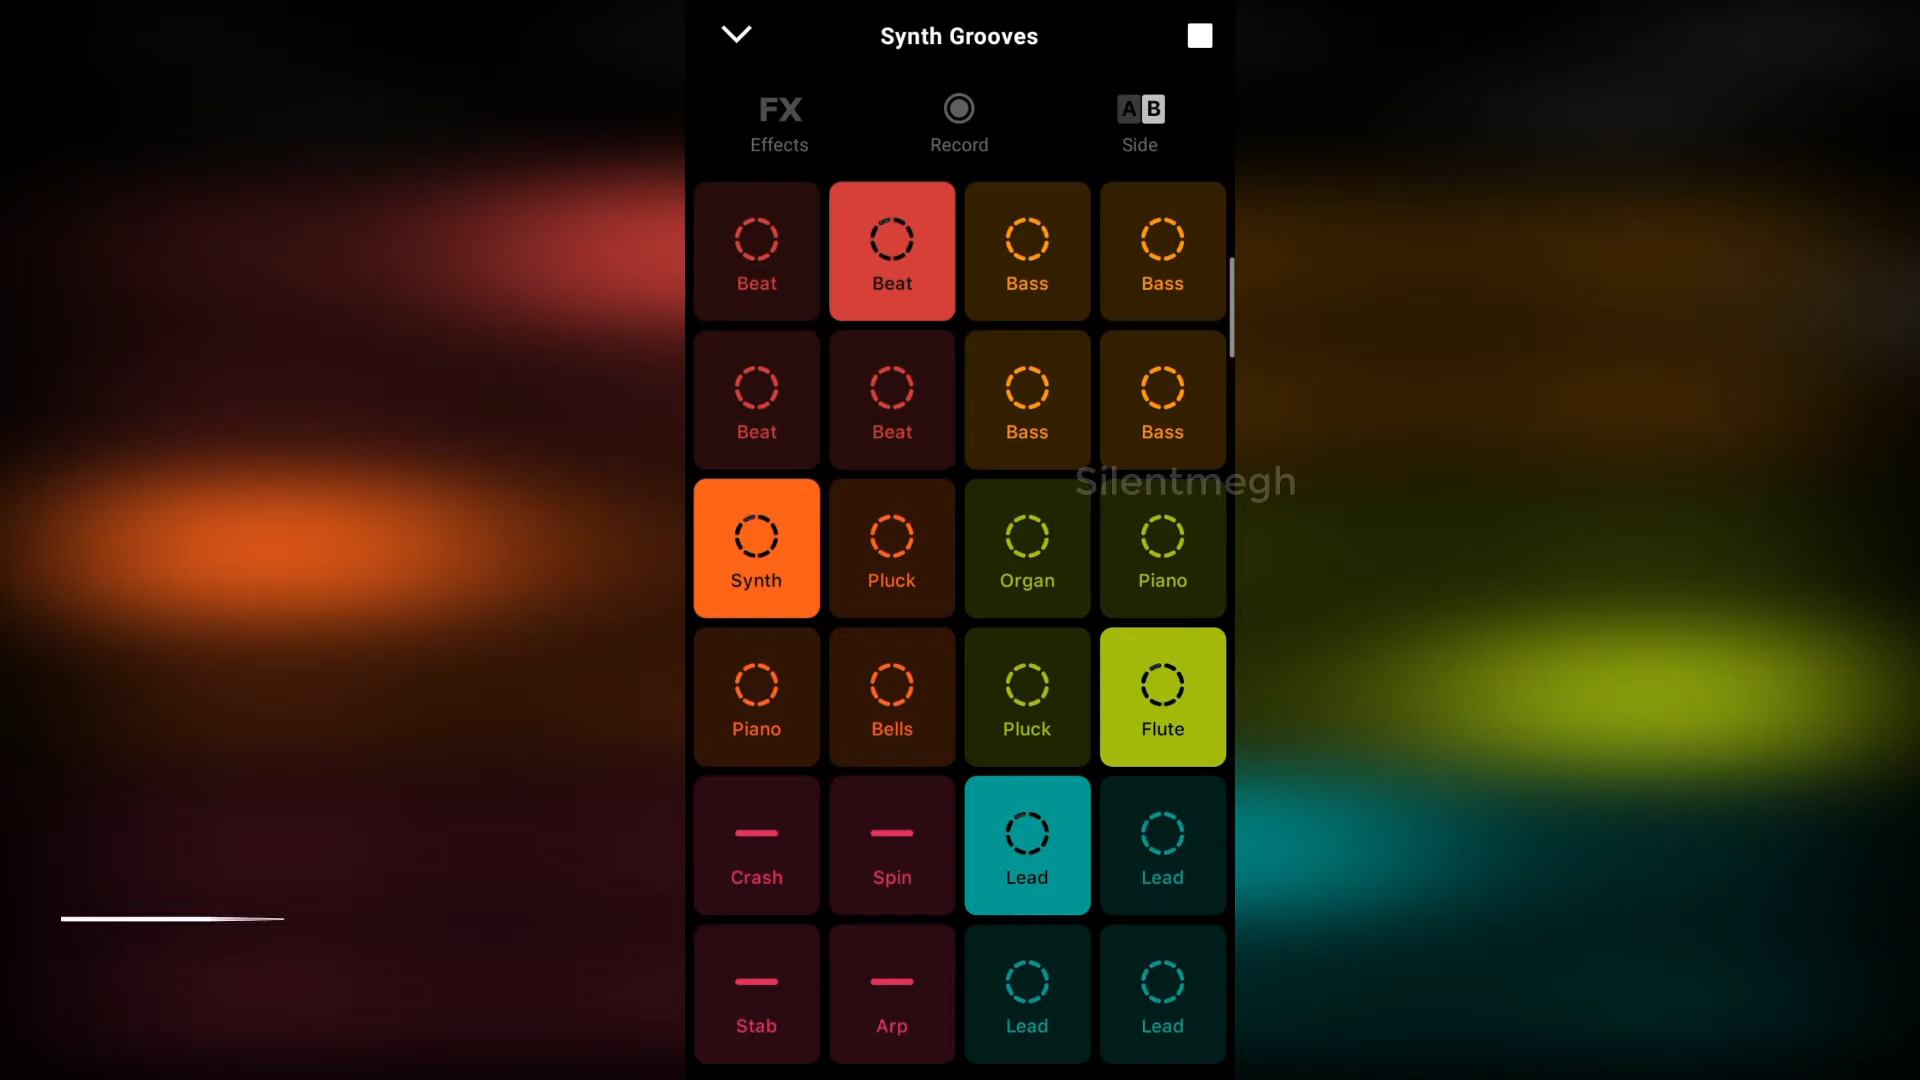 Synth Grooves
FX
A B
Effects
Record
Side
Beat
Beat
Bass
Bass
Beat
Beat
Bass
Bass
Silentmegh
Synth
Pluck
Organ
Piano
Piano
Bells
Pluck
Flute
Crash
Spin
Lead
Lead
Stab
Arp
Lead
Lead